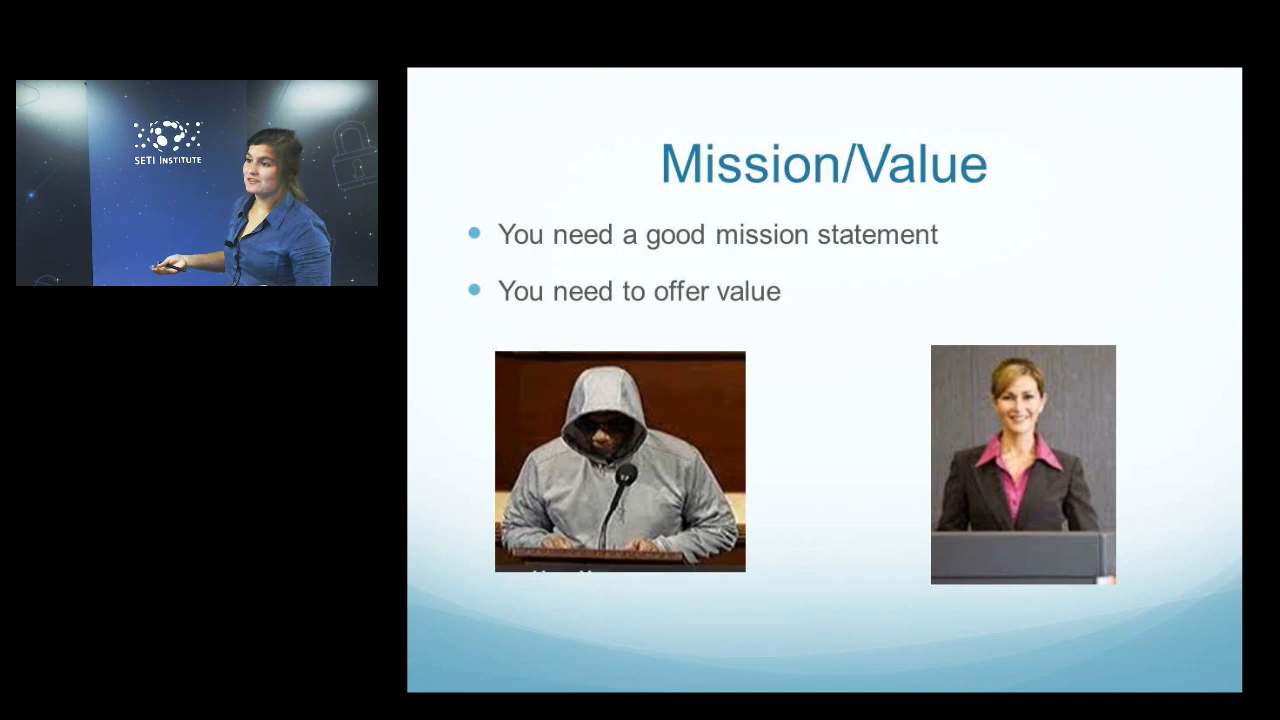 SETI INSTITUTE
Mission/Value
You need a good mission statement
You need to offer value